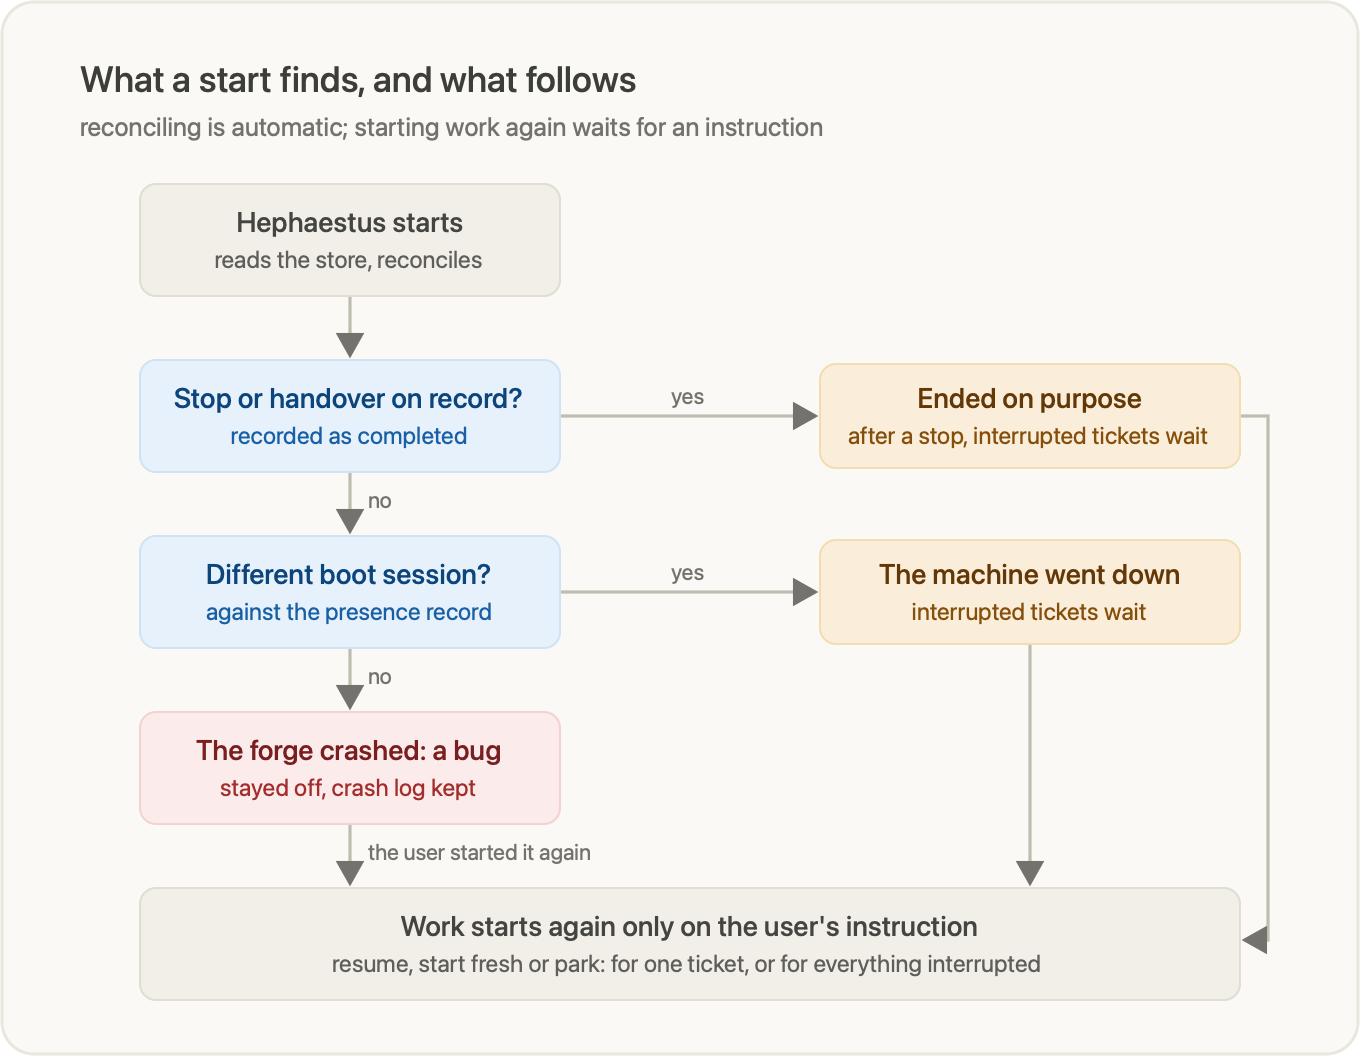 What a start finds, and what follows
reconciling is automatic; starting work again waits for an instruction
Hephaestus starts
reads the store, reconciles
Stop or handover on record?
recorded as completed
yes
Ended on purpose
after a stop, interrupted tickets wait
no
Different boot session?
against the presence record
yes
The machine went down
interrupted tickets wait
no
The forge crashed: a bug
stayed off, crash log kept
the user started it again
Work starts again only on the user's instruction
resume, start fresh or park: for one ticket, or for everything interrupted